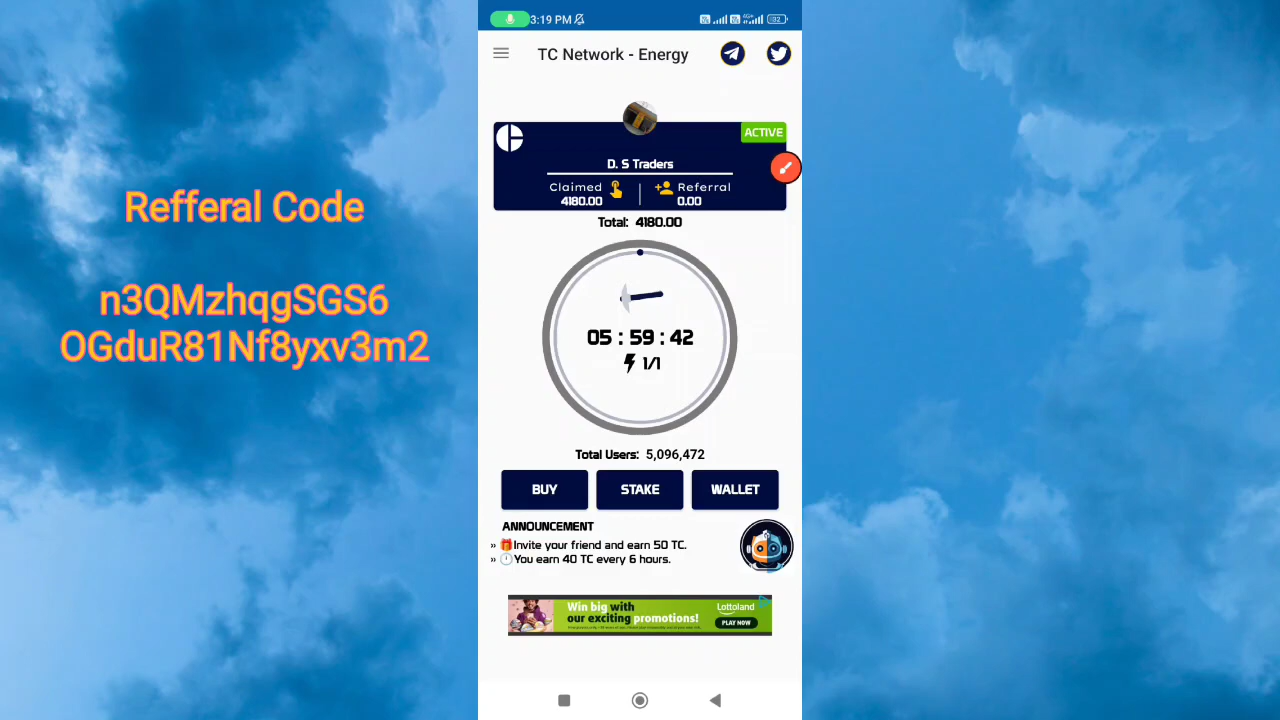 Refferal Code
n3QMzhqgSGS6
OGduR81Nf8yxv3m2
3:19 PM
4G+
32
TC Network - Energy
ACTIVE
D. S Traders
Claimed
Referral
4180.00
0.00
Total: 4180.00
05 : 59 : 42
1/1
Total Users: 5,096,472
BUY
STAKE
WALLET
ANNOUNCEMENT
» 🎁Invite your friend and earn 50 TC.
» 🕛You earn 40 TC every 6 hours.
Win big with
our exciting promotions!
Lottoland
PLAY NOW